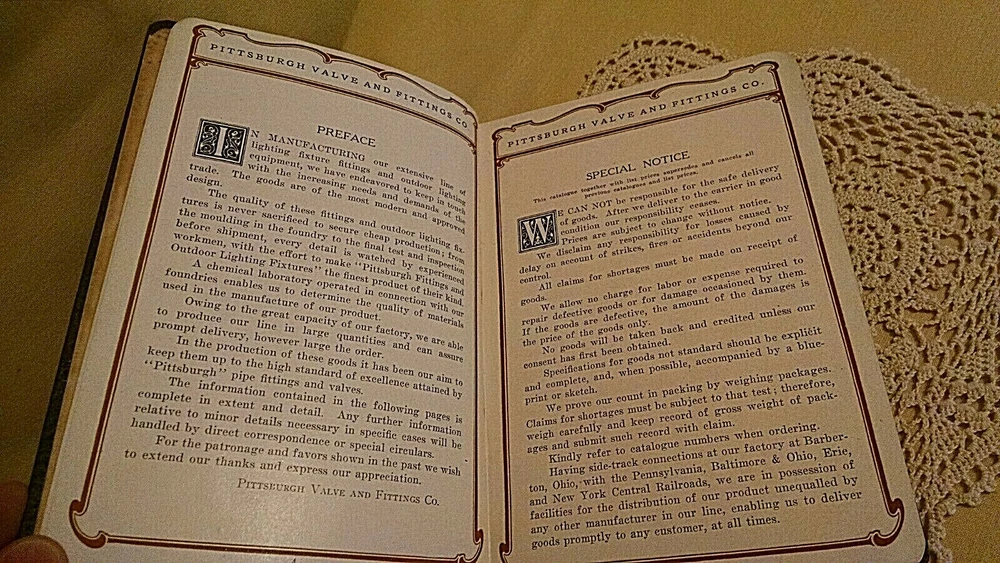 PITTSBURGH VALVE AND FITTINGS CO.
PREFACE
IN MANUFACTURING our extensive line of
lighting fixture fittings and outdoor lighting
equipment, we have endeavored to keep in touch
with the increasing needs and demands of the
trade. The goods are of the most modern and approved
design.
The quality of these fittings and outdoor lighting fix-
tures is never sacrificed to secure cheap production; from
the moulding in the foundry to the final test and inspection
before shipment, every detail is watched by experienced
workmen, with the effort to make "Pittsburgh Fittings and
Outdoor Lighting Fixtures" the finest product of their kind.
A chemical laboratory operated in connection with our
foundries enables us to determine the quality of materials
used in the manufacture of our product.
Owing to the great capacity of our factory, we are able
to produce our line in large quantities and can assure
prompt delivery, however large the order.
In the production of these goods it has been our aim to
keep them up to the high standard of excellence attained by
"Pittsburgh" pipe fittings and valves.
The information contained in the following pages is
complete in extent and detail. Any further information
relative to minor details necessary in specific cases will be
handled by direct correspondence or special circulars.
For the patronage and favors shown in the past we wish
to extend our thanks and express our appreciation.
PITTSBURGH VALVE AND FITTINGS CO.
PITTSBURGH VALVE AND FITTINGS CO.
SPECIAL NOTICE
This catalogue together with list prices supersedes and cancels all
previous catalogues and list prices.
WE CAN NOT be responsible for the safe delivery
of goods. After we deliver to the carrier in good
condition our responsibility ceases.
Prices are subject to change without notice.
We disclaim any responsibility for losses caused by
delay on account of strikes, fires or accidents beyond our
control.
All claims for shortages must be made on receipt of
goods.
We allow no charge for labor or expense required to
repair defective goods or for damage occasioned by them.
If the goods are defective, the amount of the damages is
the price of the goods only.
No goods will be taken back and credited unless our
consent has first been obtained.
Specifications for goods not standard should be explicit
and complete, and, when possible, accompanied by a blue-
print or sketch.
We prove our count in packing by weighing packages.
Claims for shortages must be subject to that test; therefore,
weigh carefully and keep record of gross weight of pack-
ages and submit such record with claim.
Kindly refer to catalogue numbers when ordering.
Having side-track connections at our factory at Barber-
ton, Ohio, with the Pennsylvania, Baltimore & Ohio, Erie,
and New York Central Railroads, we are in possession of
facilities for the distribution of our product unequalled by
any other manufacturer in our line, enabling us to deliver
goods promptly to any customer, at all times.